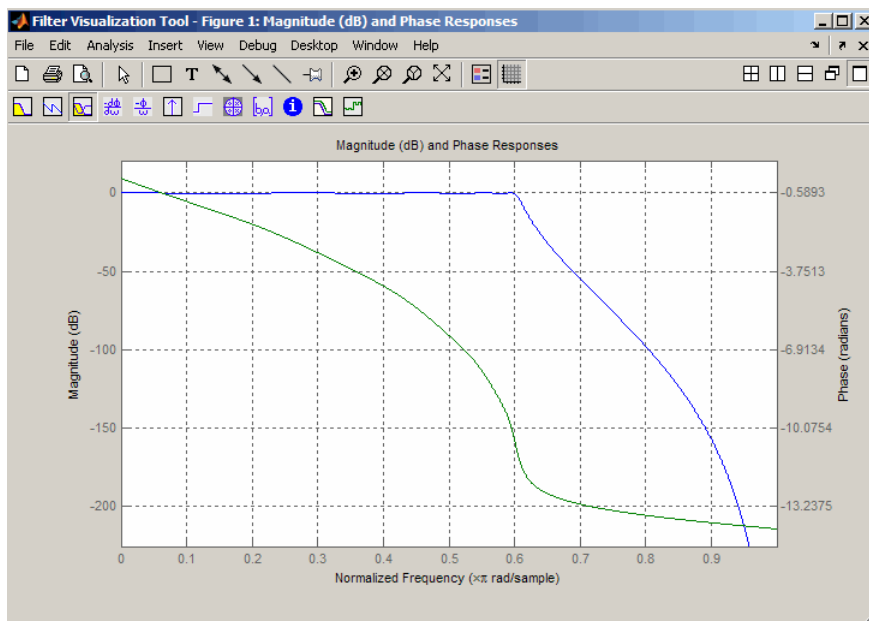 Filter Visualization Tool - Figure 1: Magnitude (dB) and Phase Responses
File Edit Analysis Insert View Debug Desktop Window Help
T
[b,a]
i
Magnitude (dB) and Phase Responses
0
-50
-100
-150
-200
Magnitude (dB)
-0.5893
-3.7513
-6.9134
-10.0754
-13.2375
Phase (radians)
0 0.1 0.2 0.3 0.4 0.5 0.6 0.7 0.8 0.9
Normalized Frequency (×π rad/sample)